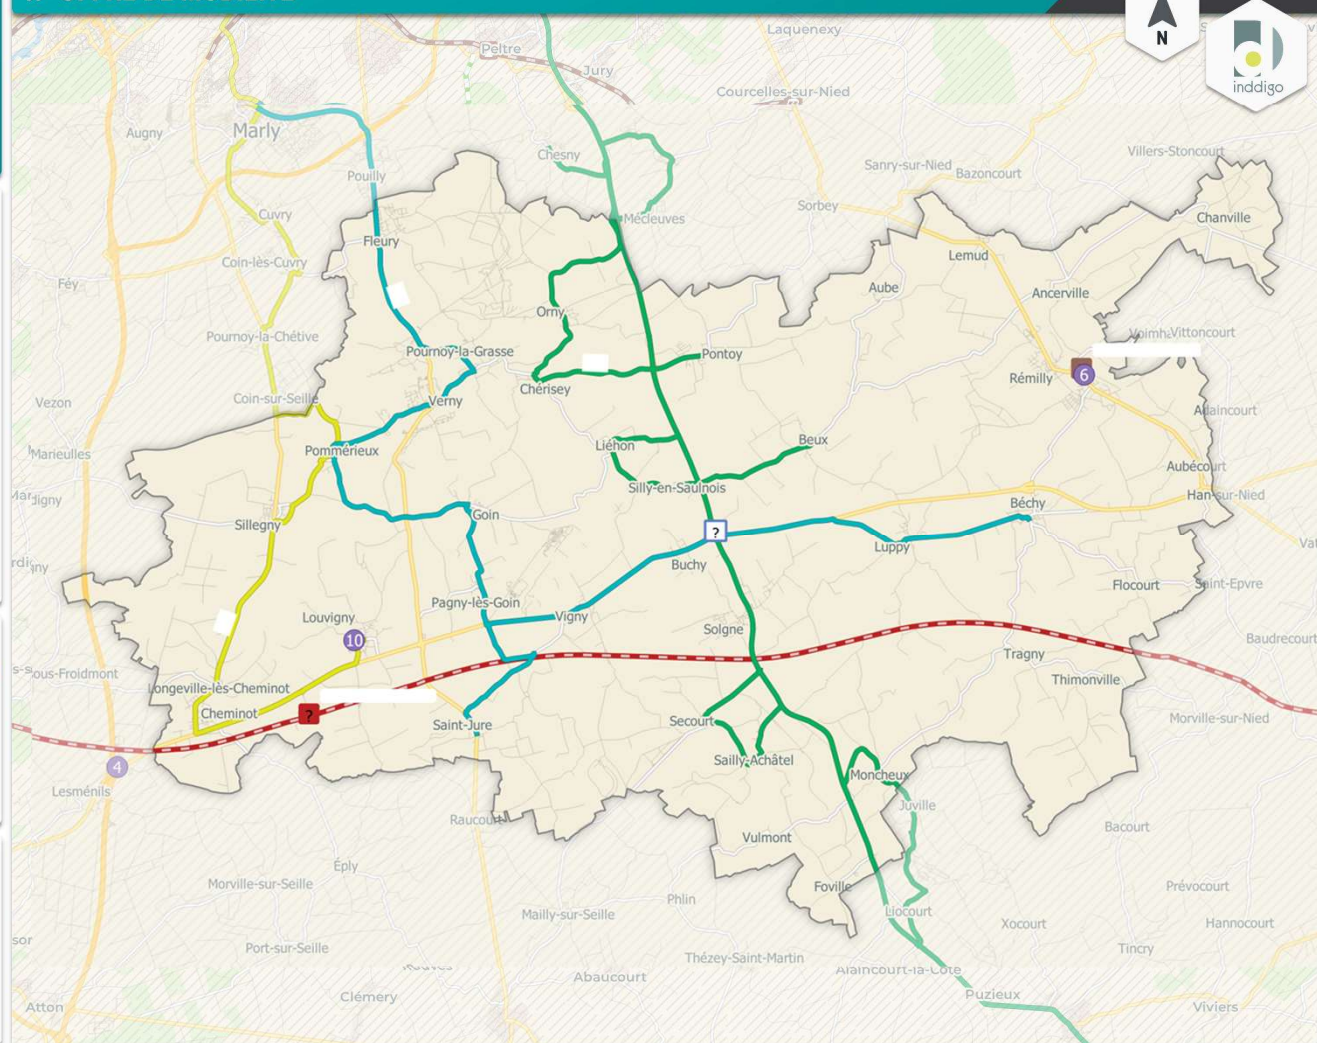 N
inddigo
Laquenexy
Peltre
Jury
Courcelles-sur-Nied
Augny
Marly
Chesny
Villers-Stoncourt
Sanry-sur-Nied
Bazoncourt
Pouilly
Sorbey
Mécleuves
Chanville
Cuvry
Fleury
Lemud
Coin-lès-Cuvry
Féy
Aube
Ancerville
Orny
Pournoy-la-Chétive
Vittoncourt
Pournoy-la-Grasse
Pontoy
Rémilly
6
Chérisey
Coin-sur-Seille
Verny
Vezon
Liéhon
Beux
Marieulles
Pommérieux
Aubécourt
Silly-en-Saulnois
Han-sur-Nied
Béchy
Goin
Sillegny
?
Luppy
Buchy
Flocourt
Saint-Epvre
Pagny-lès-Goin
Louvigny
Vigny
Solgne
10
Baudrecourt
Tragny
Thimonville
Longeville-lès-Cheminot
Cheminot
?
Saint-Jure
Secourt
Morville-sur-Nied
Sailly-Achâtel
4
Moncheux
Lesménils
Juville
Raucourt
Bacourt
Vulmont
Éply
Morville-sur-Seille
Foville
Prévocourt
Phlin
Mailly-sur-Seille
Liocourt
Xocourt
Hannocourt
Port-sur-Seille
Tincry
Thézey-Saint-Martin
Alaincourt-la-Côte
Abaucourt
Clémery
Puzieux
Atton
Viviers